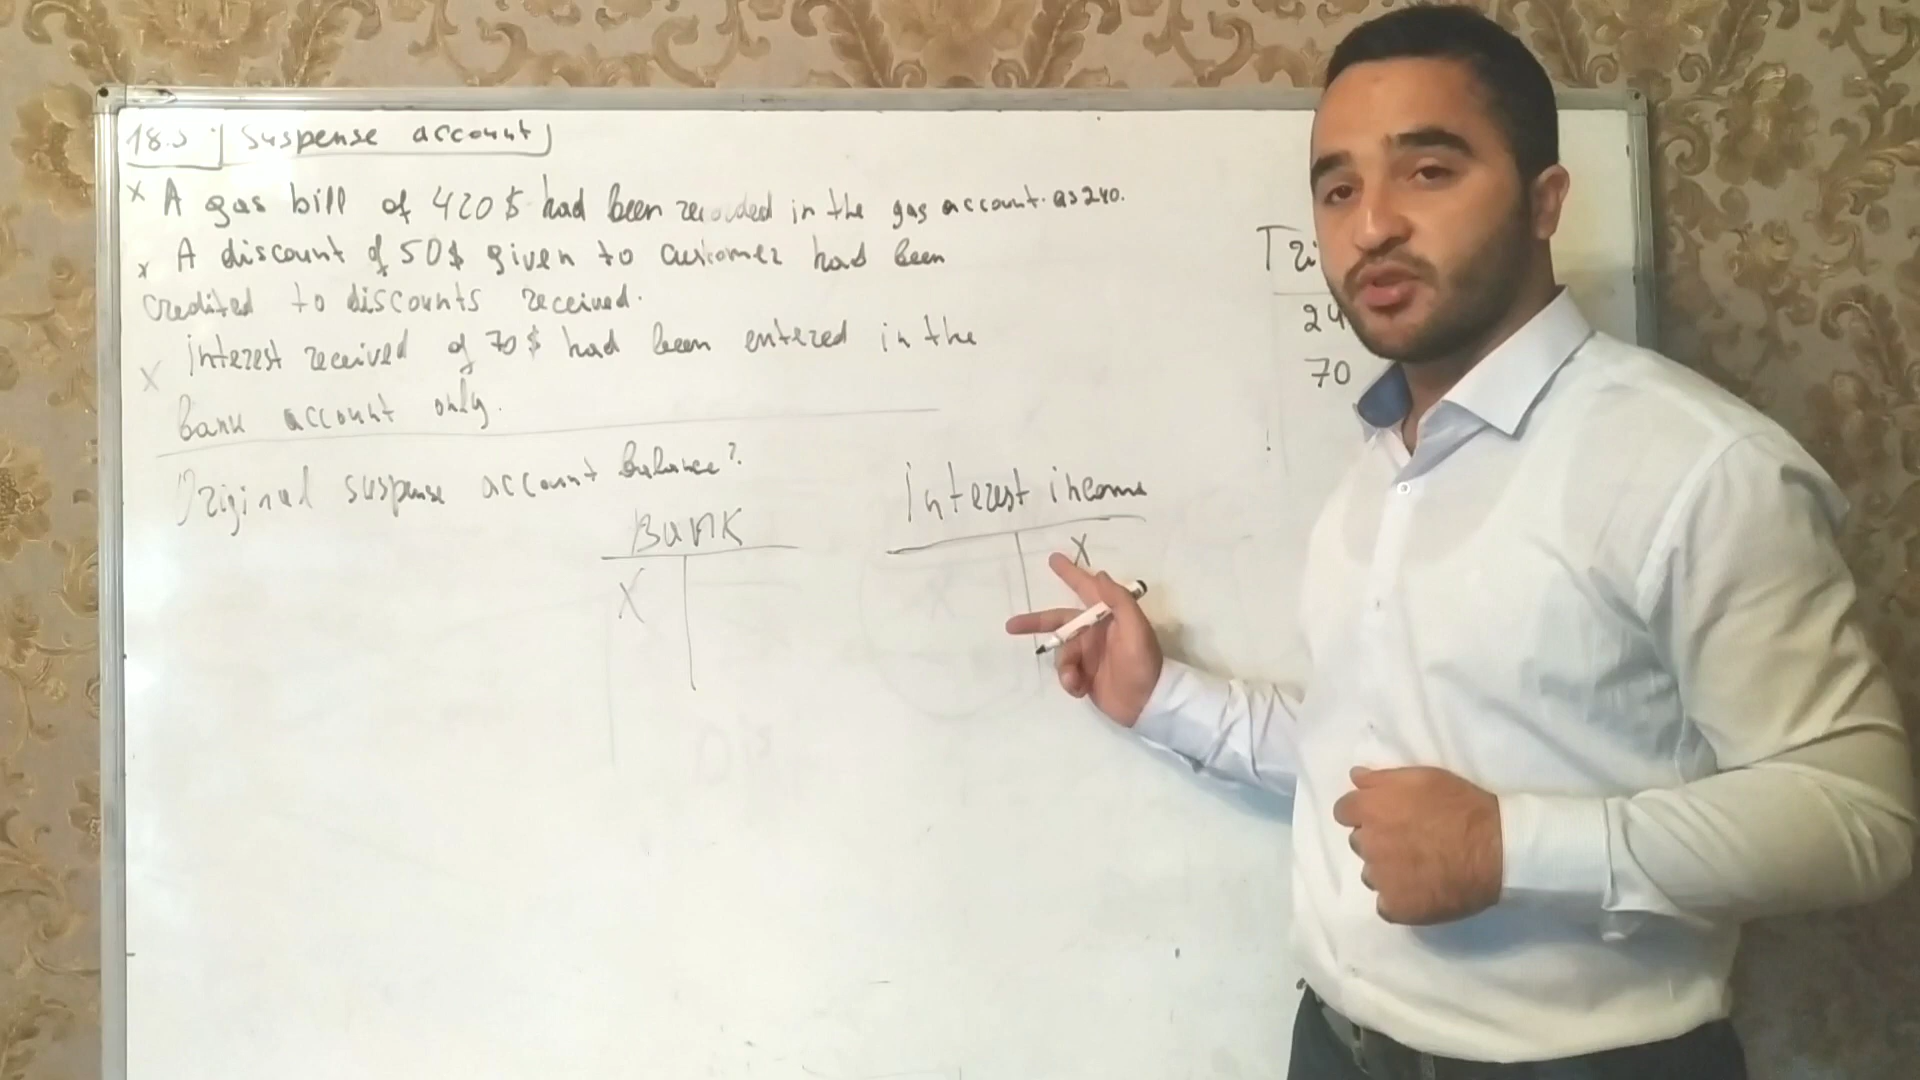 18.3 Suspense account
x A gas bill of 420$ had been recorded in the gas account as 240.
x A discount of 50$ given to customer had been
credited to discounts received.
x Interest received of 70$ had been entered in the
Bank account only.
Original suspense account balance?
Bank
X
Interest income
X
70